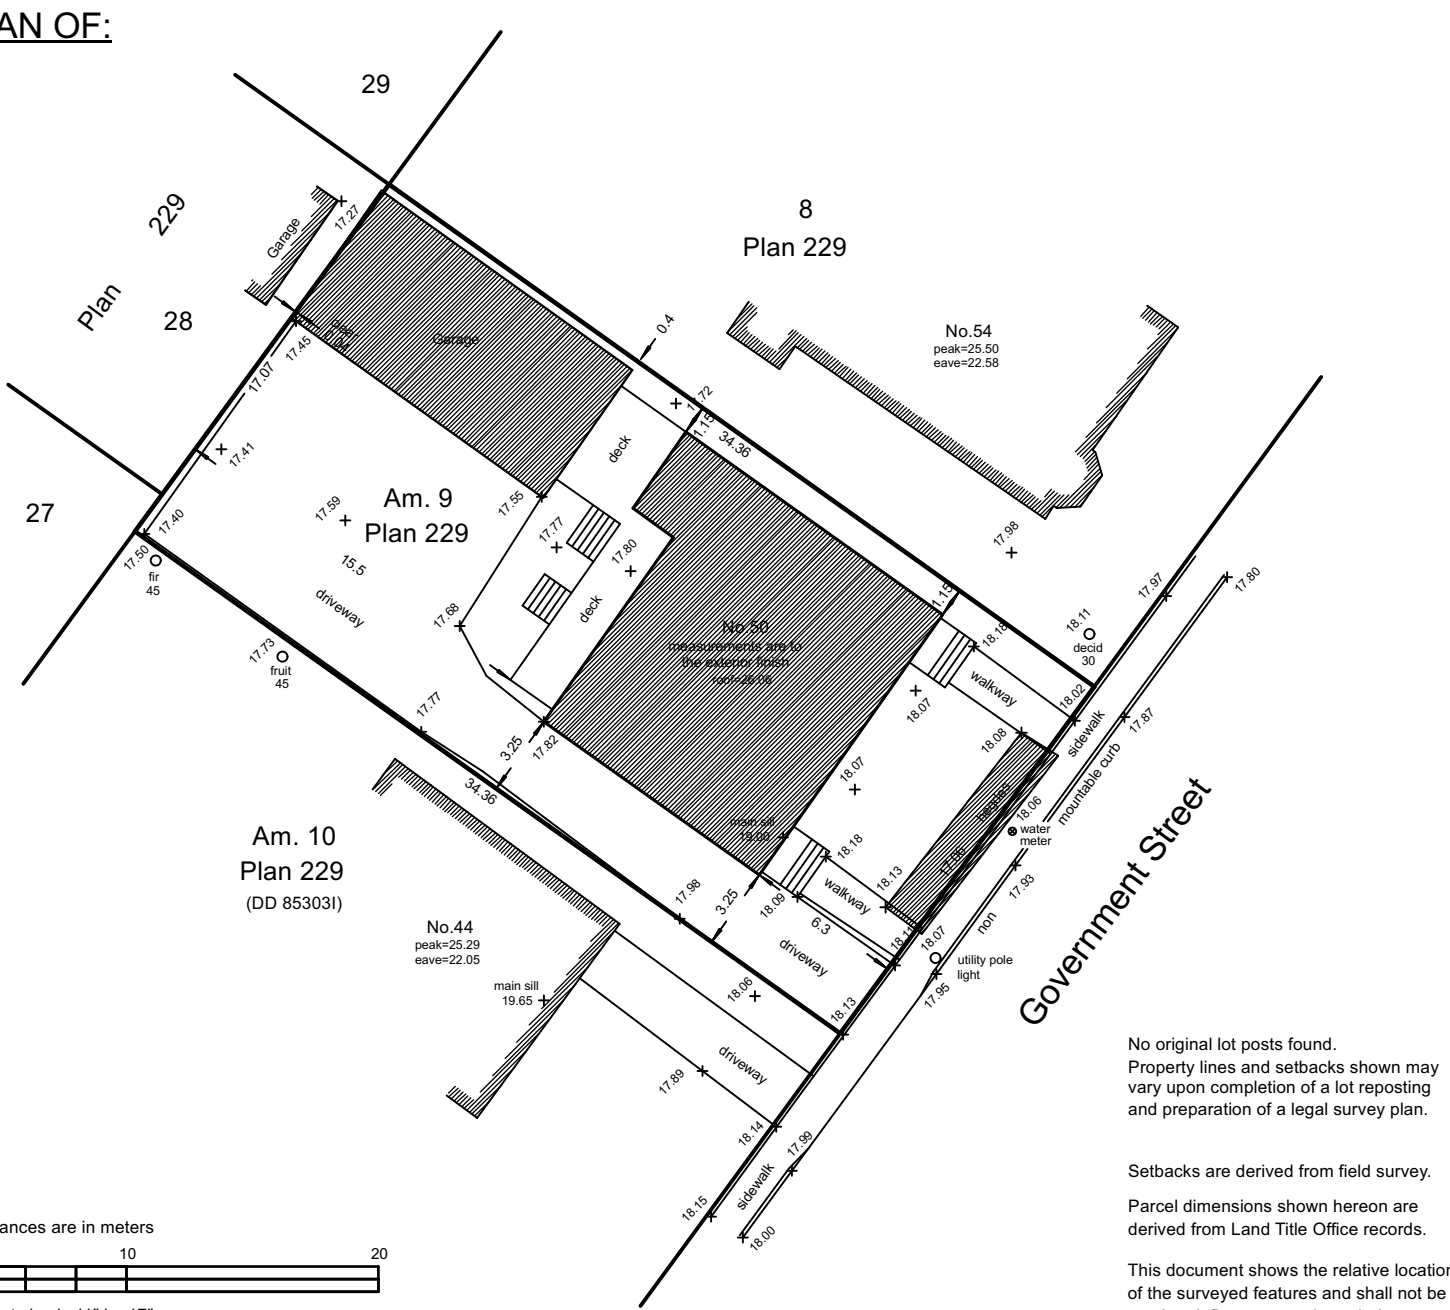 AN OF:
29
229
Plan
28
27
Garage
17.27
8
Plan 229
No.54
peak=25.50
eave=22.58
0.4
Garage
0.04
17.45
17.07
17.41
17.40
17.50
fir
45
17.59
Am. 9
Plan 229
15.5
driveway
17.55
deck
1.15
34.36
17.77
17.80
deck
17.68
17.73
fruit
45
17.77
3.25
17.82
34.36
No.50
measurements are to
the exterior finish
roof=26.06
17.98
1.15
18.18
walkway
18.02
18.11
decid
30
17.97
17.80
sidewalk
17.87
mountable curb
non
18.07
18.08
18.07
hegdes
18.06
water
meter
17.93
main sill
19.00
18.18
walkway
18.13
18.09
6.3
18.11
18.07
utility pole
light
17.95
Government Street
Am. 10
Plan 229
(DD 85303I)
No.44
peak=25.29
eave=22.05
main sill
19.65
17.98
3.25
driveway
18.06
18.13
driveway
17.89
18.14
17.99
sidewalk
18.15
18.00
No original lot posts found.
Property lines and setbacks shown may
vary upon completion of a lot reposting
and preparation of a legal survey plan.
Setbacks are derived from field survey.
Parcel dimensions shown hereon are
derived from Land Title Office records.
This document shows the relative location
of the surveyed features and shall not be
ances are in meters
10
20